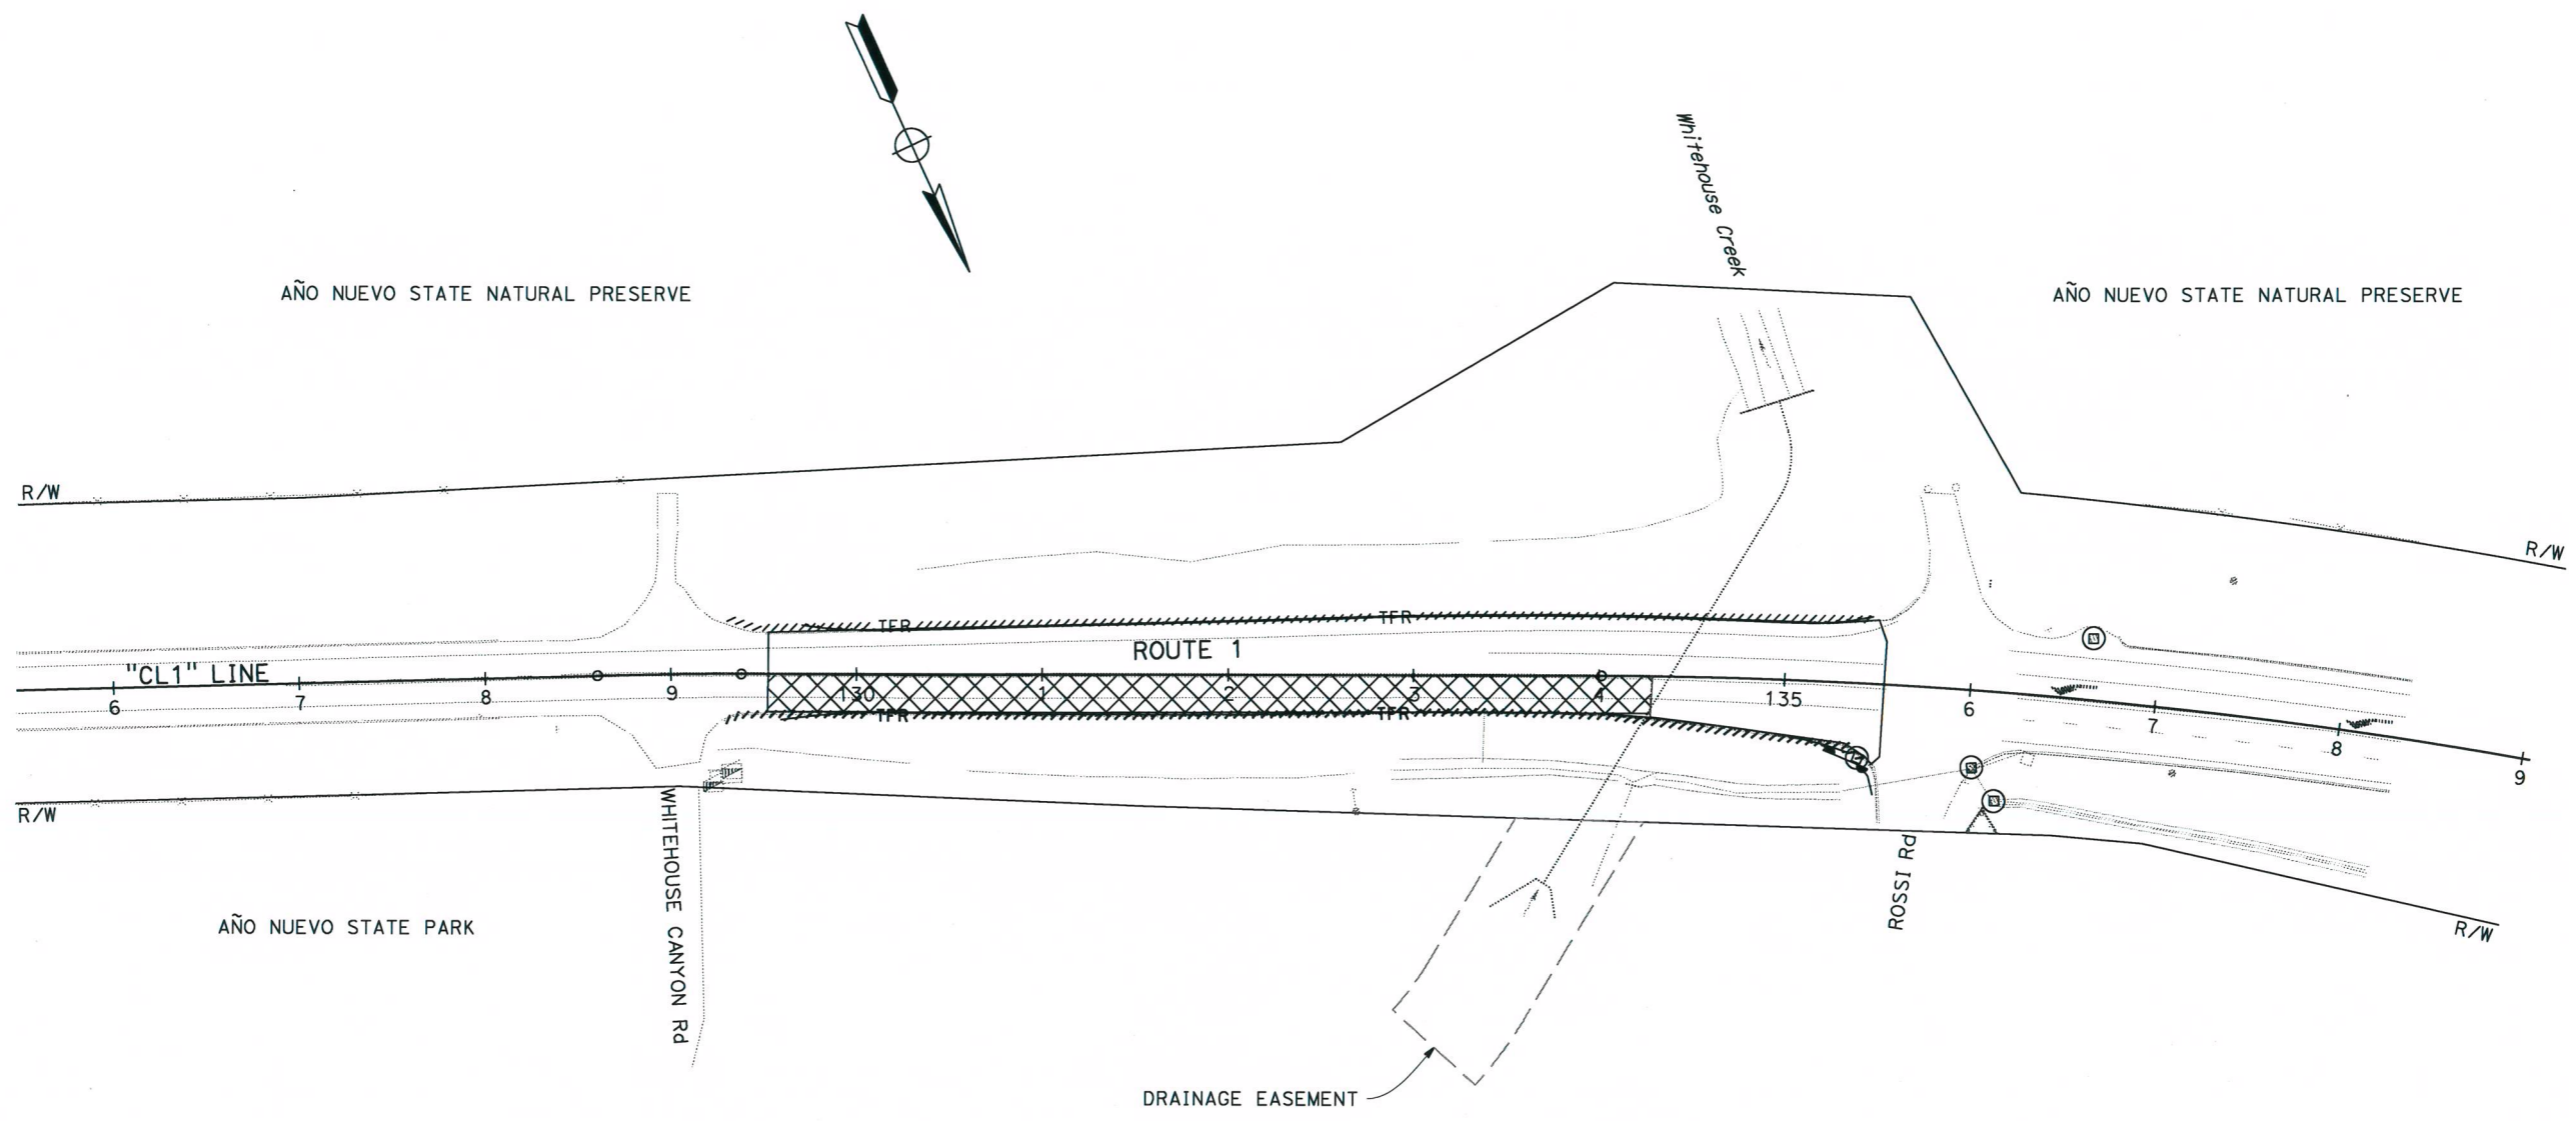 Whitehouse Creek
AÑO NUEVO STATE NATURAL PRESERVE
AÑO NUEVO STATE NATURAL PRESERVE
R/W
R/W
TFR
TFR
ROUTE 1
"CL1" LINE
6
7
8
9
130
1
2
3
4
135
6
7
8
9
TFR
TFR
R/W
WHITEHOUSE CANYON Rd
ROSSI Rd
R/W
AÑO NUEVO STATE PARK
DRAINAGE EASEMENT